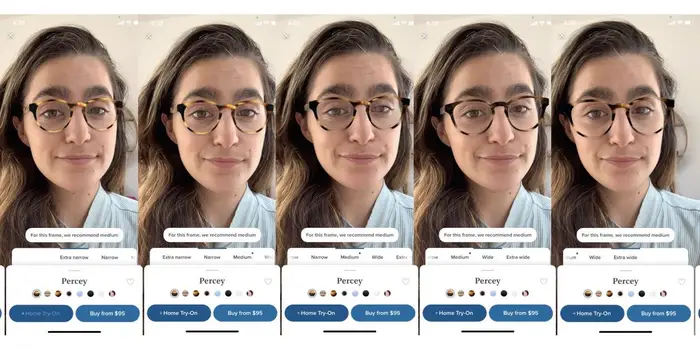 For this frame, we recommend medium
Extra narrow Narrow
Percey
+ Home Try-On
Buy from $95
For this frame, we recommend medium
Extra narrow Narrow Medium
Percey
+ Home Try-On
Buy from $95
For this frame, we recommend medium
Narrow Medium Wide
Percey
+ Home Try-On
Buy from $95
For this frame, we recommend medium
Medium Wide Extra wide
Percey
+ Home Try-On
Buy from $95
For this frame, we recommend medium
Wide Extra wide
Percey
+ Home Try-On
Buy from $95